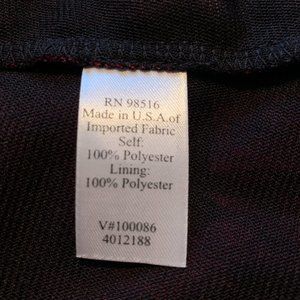 RN 98516
Made in U.S.A.of
Imported Fabric
Self:
100% Polyester
Lining:
100% Polyester
V#100086
4012188